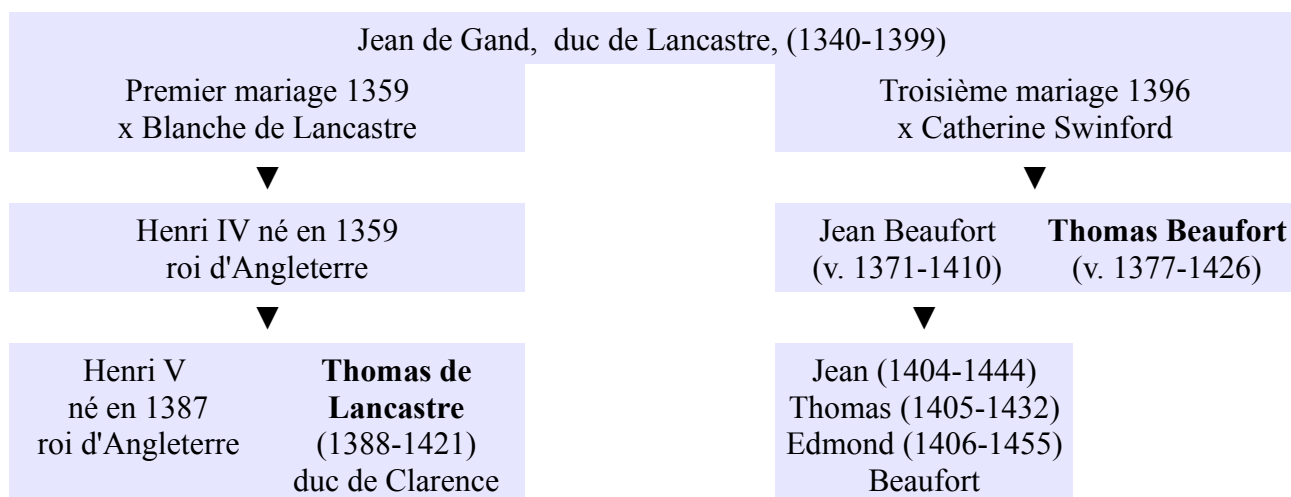 Jean de Gand, duc de Lancastre, (1340-1399)
Premier mariage 1359
x Blanche de Lancastre
Troisième mariage 1396
x Catherine Swinford
Henri IV né en 1359
roi d'Angleterre
Jean Beaufort
(v. 1371-1410)
Thomas Beaufort
(v. 1377-1426)
Henri V
né en 1387
roi d'Angleterre
Thomas de
Lancastre
(1388-1421)
duc de Clarence
Jean (1404-1444)
Thomas (1405-1432)
Edmond (1406-1455)
Beaufort